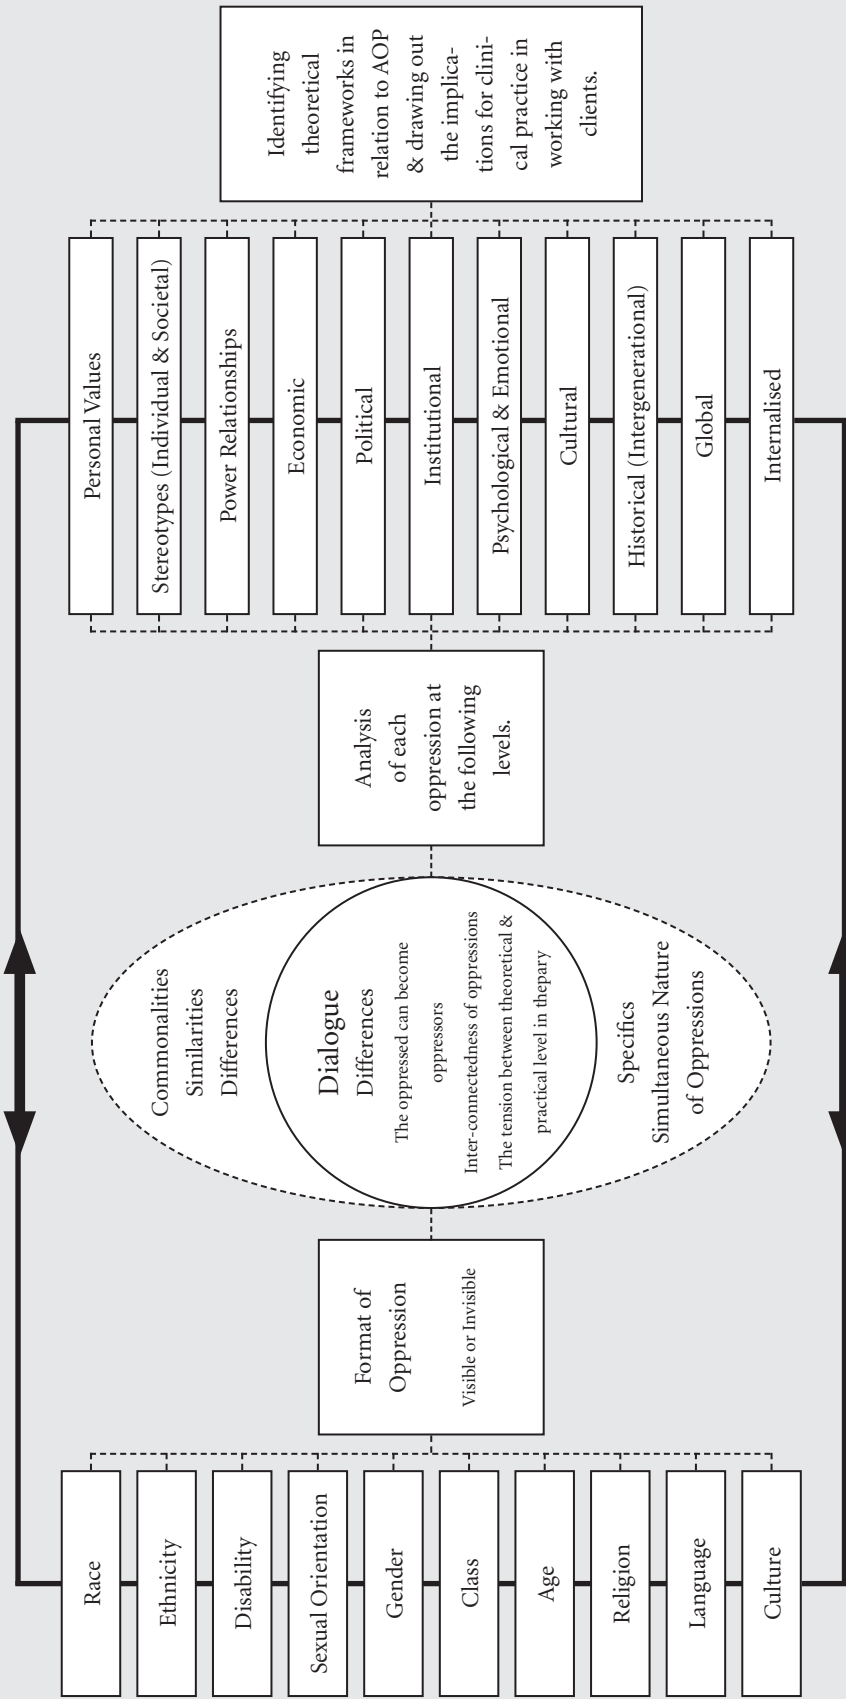 Race
Ethnicity
Disability
Sexual Orientation
Gender
Class
Age
Religion
Language
Culture
Format of
Oppression
Visible or Invisible
Commonalities
Similarities
Differences
Dialogue
Differences
The oppressed can become
oppressors
Inter-connectedness of oppressions
The tension between theoretical &
practical level in thepary
Specifics
Simultaneous Nature
of Oppressions
Analysis
of each
oppression at
the following
levels.
Personal Values
Stereotypes (Individual & Societal)
Power Relationships
Economic
Political
Institutional
Psychological & Emotional
Cultural
Historical (Intergenerational)
Global
Internalised
Identifying
theoretical
frameworks in
relation to AOP
& drawing out
the implica-
tions for clini-
cal practice in
working with
clients.